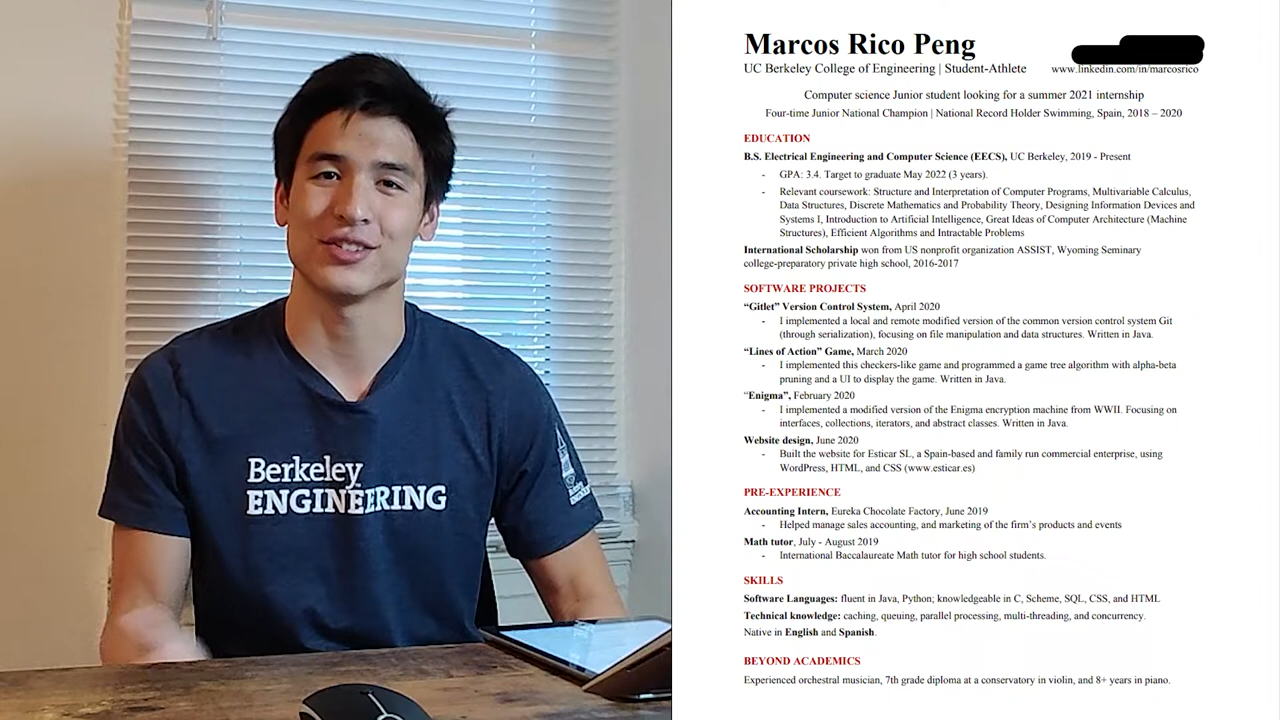 Berkeley
ENGINEERING
Marcos Rico Peng
UC Berkeley College of Engineering | Student-Athlete
www.linkedin.com/in/marcosrico
Computer science Junior student looking for a summer 2021 internship
Four-time Junior National Champion | National Record Holder Swimming, Spain, 2018 – 2020
EDUCATION
B.S. Electrical Engineering and Computer Science (EECS), UC Berkeley, 2019 - Present
- GPA: 3.4. Target to graduate May 2022 (3 years).
- Relevant coursework: Structure and Interpretation of Computer Programs, Multivariable Calculus,
Data Structures, Discrete Mathematics and Probability Theory, Designing Information Devices and
Systems I, Introduction to Artificial Intelligence, Great Ideas of Computer Architecture (Machine
Structures), Efficient Algorithms and Intractable Problems
International Scholarship won from US nonprofit organization ASSIST, Wyoming Seminary
college-preparatory private high school, 2016-2017
SOFTWARE PROJECTS
“Gitlet” Version Control System, April 2020
- I implemented a local and remote modified version of the common version control system Git
(through serialization), focusing on file manipulation and data structures. Written in Java.
“Lines of Action” Game, March 2020
- I implemented this checkers-like game and programmed a game tree algorithm with alpha-beta
pruning and a UI to display the game. Written in Java.
“Enigma”, February 2020
- I implemented a modified version of the Enigma encryption machine from WWII. Focusing on
interfaces, collections, iterators, and abstract classes. Written in Java.
Website design, June 2020
- Built the website for Esticar SL, a Spain-based and family run commercial enterprise, using
WordPress, HTML, and CSS (www.esticar.es)
PRE-EXPERIENCE
Accounting Intern, Eureka Chocolate Factory, June 2019
- Helped manage sales accounting, and marketing of the firm’s products and events
Math tutor, July - August 2019
- International Baccalaureate Math tutor for high school students.
SKILLS
Software Languages: fluent in Java, Python; knowledgeable in C, Scheme, SQL, CSS, and HTML
Technical knowledge: caching, queuing, parallel processing, multi-threading, and concurrency.
Native in English and Spanish.
BEYOND ACADEMICS
Experienced orchestral musician, 7th grade diploma at a conservatory in violin, and 8+ years in piano.